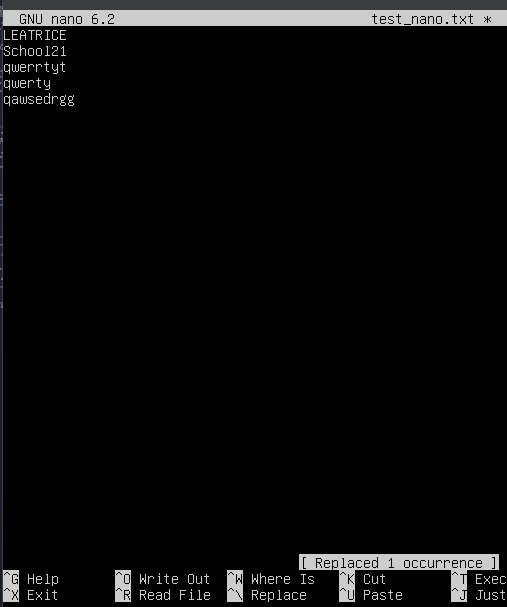 GNU nano 6.2 test_nano.txt *
LEATRICE
School21
qwerrtyt
qwerty
qawsedrgg
[ Replaced 1 occurrence ]
^G Help ^O Write Out ^W Where Is ^K Cut ^T Exec
^X Exit ^R Read File ^\ Replace ^U Paste ^J Just